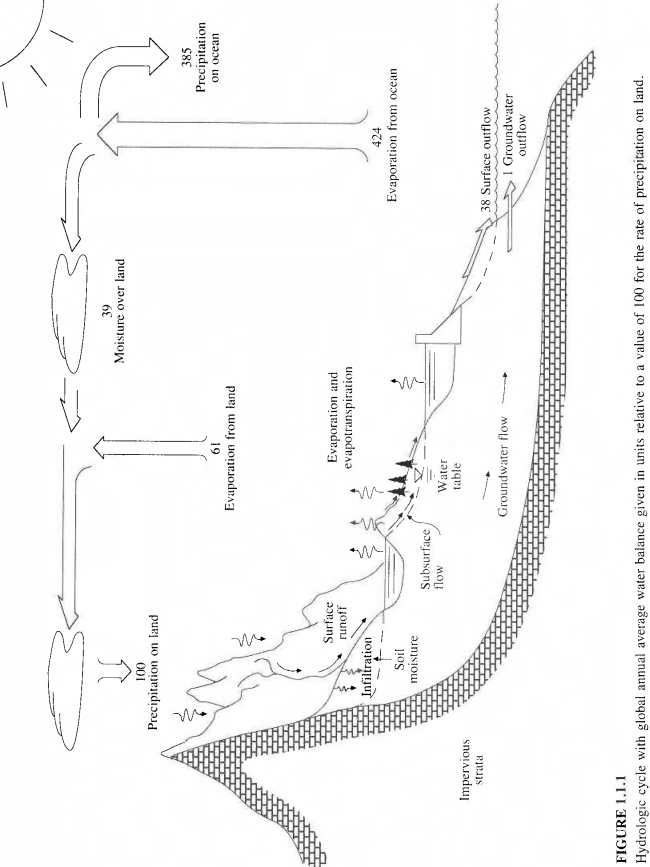 385
Precipitation
on ocean
424
Evaporation from ocean
39
Moisture over land
61
Evaporation from land
100
Precipitation on land
38 Surface outflow
1 Groundwater
outflow
Evaporation and
evapotranspiration
Water
table
Groundwater flow
Subsurface
flow
Surface
runoff
Infiltration
Soil
moisture
Impervious
strata
FIGURE 1.1.1
Hydrologic cycle with global annual average water balance given in units relative to a value of 100 for the rate of precipitation on land.